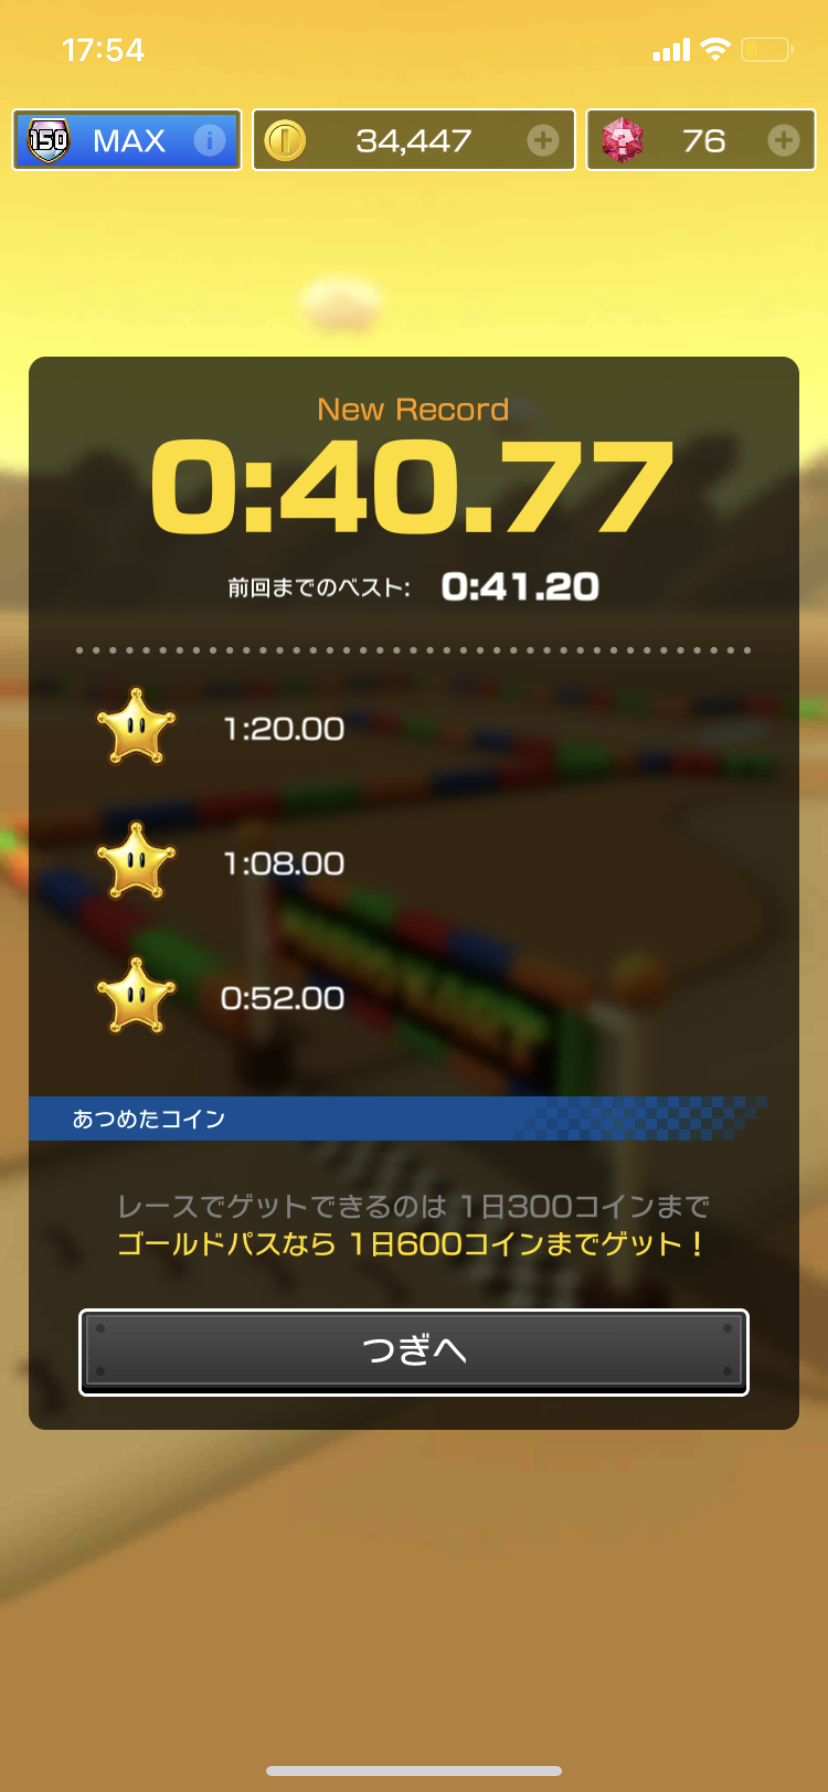 17:54
150 MAX i 34,447 + 76 +
New Record
0:40.77
前回までのベスト: 0:41.20
1:20.00
1:08.00
0:52.00
あつめたコイン
レースでゲットできるのは 1日300コインまで
ゴールドパスなら 1日600コインまでゲット！
つぎへ